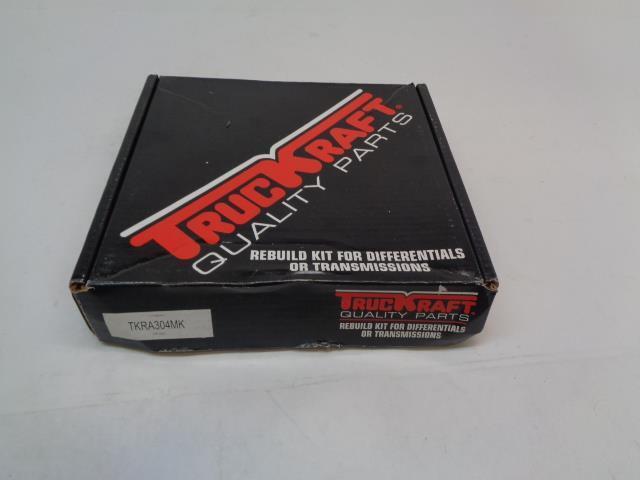 TRUCKRAFT®
QUALITY PARTS
REBUILD KIT FOR DIFFERENTIALS
OR TRANSMISSIONS
TKRA304MK
TRUCKRAFT
QUALITY PARTS
REBUILD KIT FOR DIFFERENTIALS
OR TRANSMISSIONS